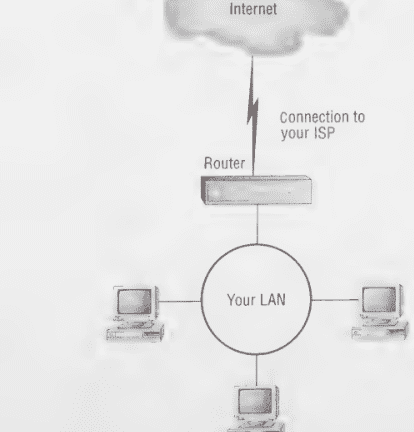 Internet
Connection to
your ISP
Router
Your LAN